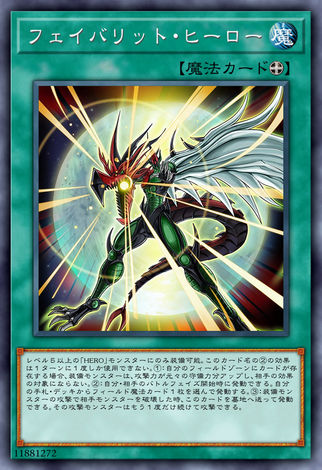 フェイバリット・ヒーロー 魔
【魔法カード】
レベル５以上の「HERO」モンスターにのみ装備可能。このカード名の②の効果
は１ターンに１度しか使用できない。①：自分のフィールドゾーンにカードが存
在する場合、装備モンスターは、攻撃力が元々の守備力分アップし、相手の効果
の対象にならない。②：自分・相手のバトルフェイズ開始時に発動できる。自分
の手札・デッキからフィールド魔法カード１枚を選んで発動する。③：装備モンス
ターの攻撃で相手モンスターを破壊した時、このカードを墓地へ送って発動
できる。その攻撃モンスターはもう１度だけ続けて攻撃できる。
11881272